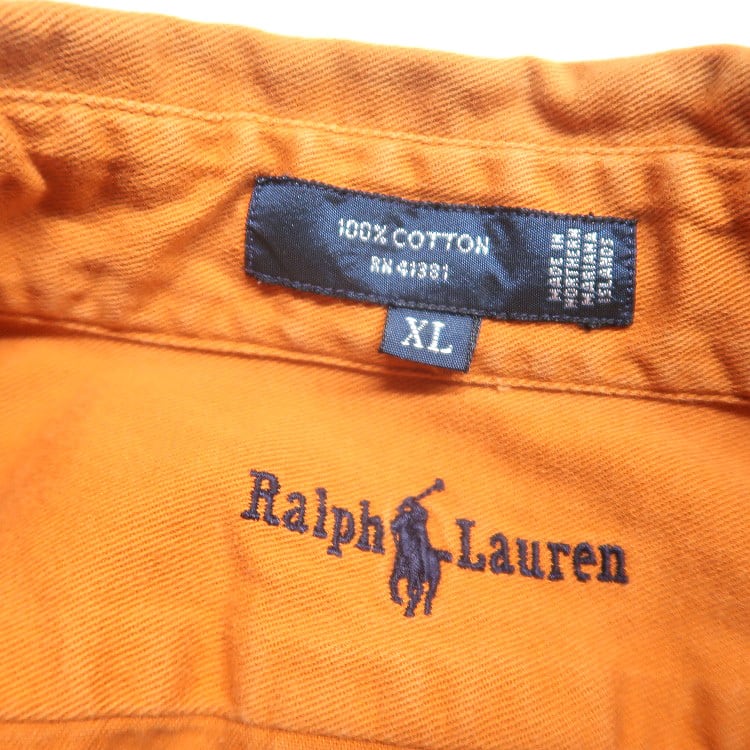 100% COTTON
RN 41381
MADE IN
NORTHERN
MARIANA
ISLANDS
XL
Ralph Lauren